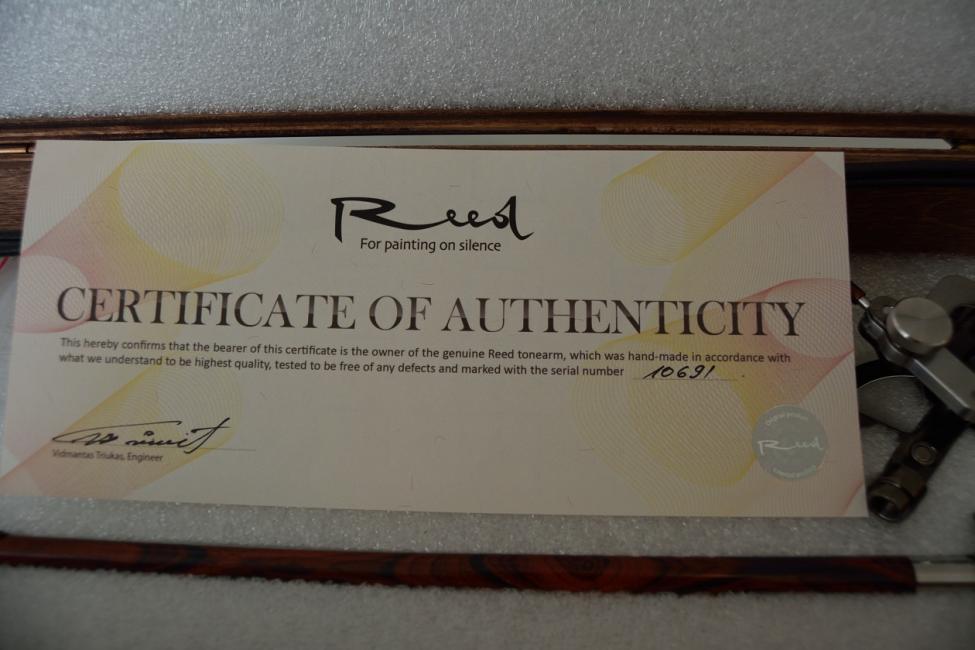 Reed
For painting on silence
CERTIFICATE OF AUTHENTICITY
This hereby confirms that the bearer of this certificate is the owner of the genuine Reed tonearm, which was hand-made in accordance with
what we understand to be highest quality, tested to be free of any defects and marked with the serial number 10691 .
Vidmantas Triukas, Engineer
Original product
Reed